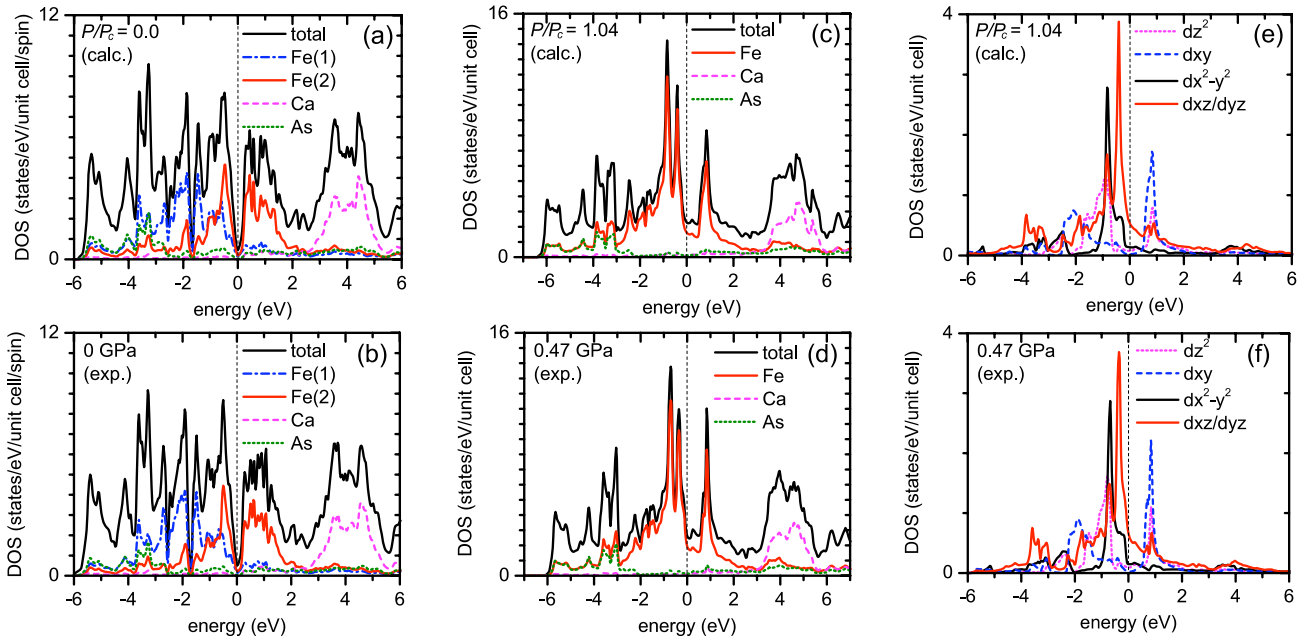 P/Pc = 0.0
(calc.)
(a)
total
Fe(1)
Fe(2)
Ca
As
DOS (states/eV/unit cell/spin)
12
0
-6 -4 -2 0 2 4 6
energy (eV)
P/Pc = 1.04
(calc.)
(c)
total
Fe
Ca
As
DOS (states/eV/unit cell)
16
0
-6 -4 -2 0 2 4 6
energy (eV)
P/Pc = 1.04
(calc.)
(e)
dz²
dxy
dx²-y²
dxz/dyz
DOS (states/eV/unit cell)
4
0
-6 -4 -2 0 2 4 6
energy (eV)
0 GPa
(exp.)
(b)
total
Fe(1)
Fe(2)
Ca
As
DOS (states/eV/unit cell/spin)
12
0
-6 -4 -2 0 2 4 6
energy (eV)
0.47 GPa
(exp.)
(d)
total
Fe
Ca
As
DOS (states/eV/unit cell)
16
0
-6 -4 -2 0 2 4 6
energy (eV)
0.47 GPa
(exp.)
(f)
dz²
dxy
dx²-y²
dxz/dyz
DOS (states/eV/unit cell)
4
0
-6 -4 -2 0 2 4 6
energy (eV)